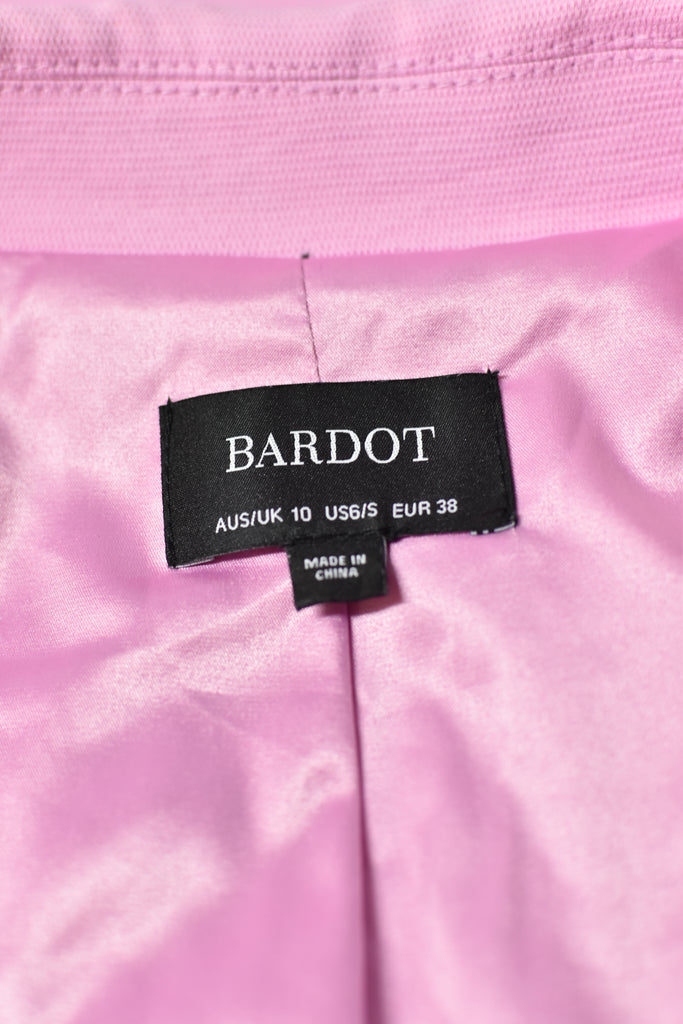 BARDOT
AUS/UK 10 US6/S EUR 38
MADE IN
CHINA